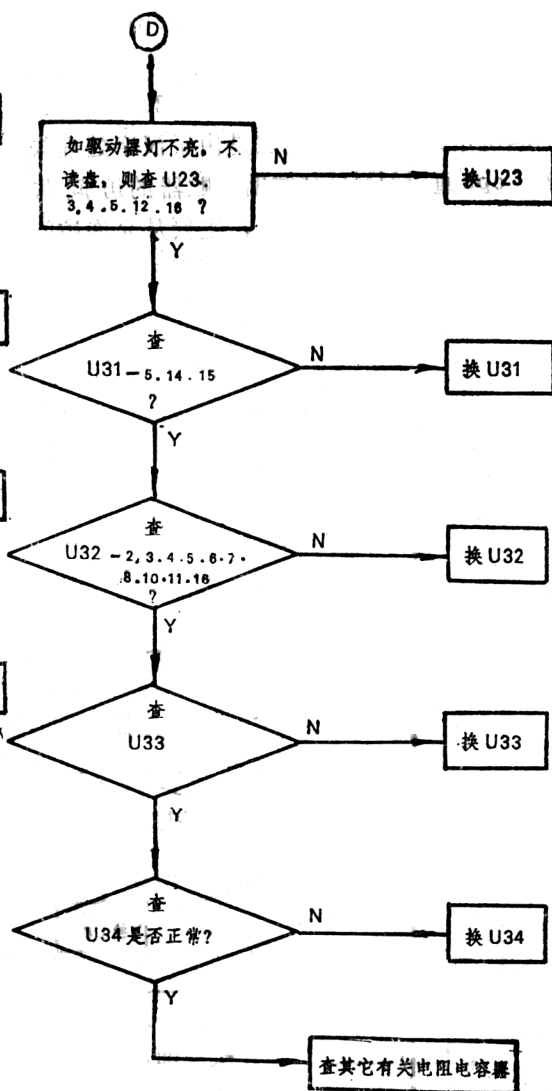 D
如驱动器灯不亮，不
读盘，则查U23，
3,4.5.12.16 ?
N
换U23
Y
查
U31-5.14.15
?
N
换U31
Y
查
U32-2,3.4.5.6.7.
8.10.11.16
?
N
换U32
Y
查
U33
N
换U33
Y
查
U34是否正常?
N
换U34
Y
查其它有关电阻电容器